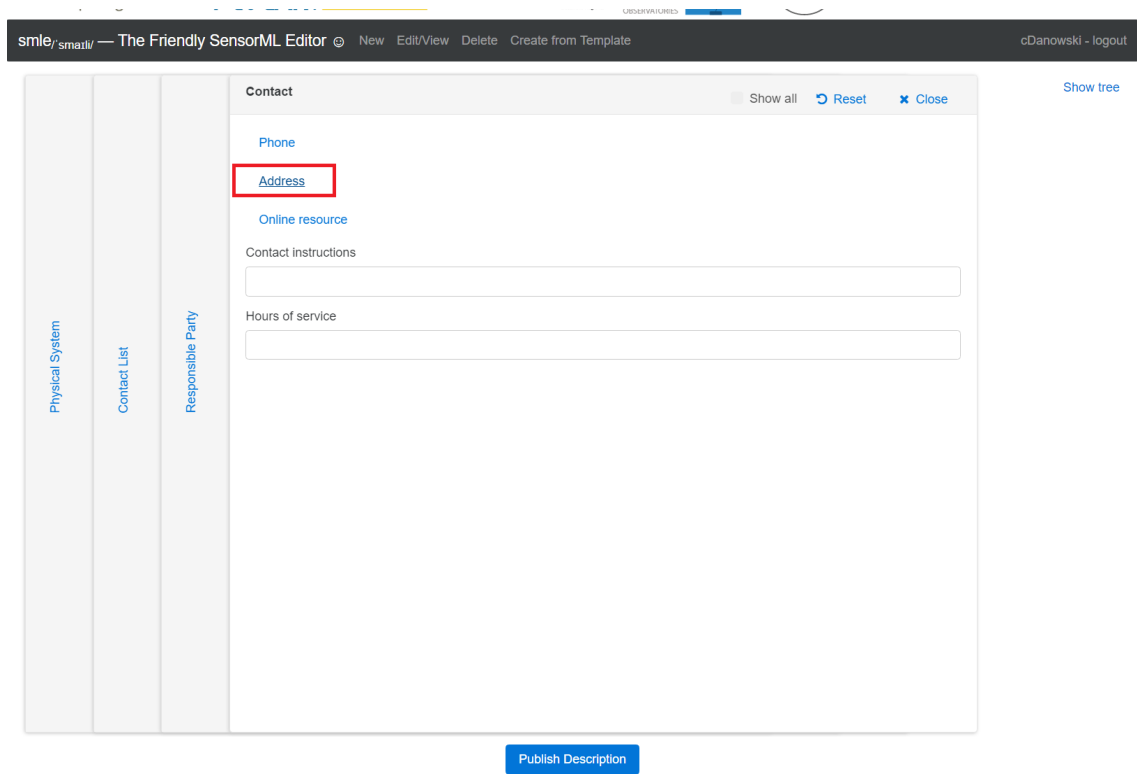 OBSERVATORIES
smle/ˈsmaɪli/ — The Friendly SensorML Editor ☺ New Edit/View Delete Create from Template cDanowski - logout
Contact Show all Reset Close Show tree
Phone
Address
Online resource
Contact instructions
Hours of service
Physical System
Contact List
Responsible Party
Publish Description